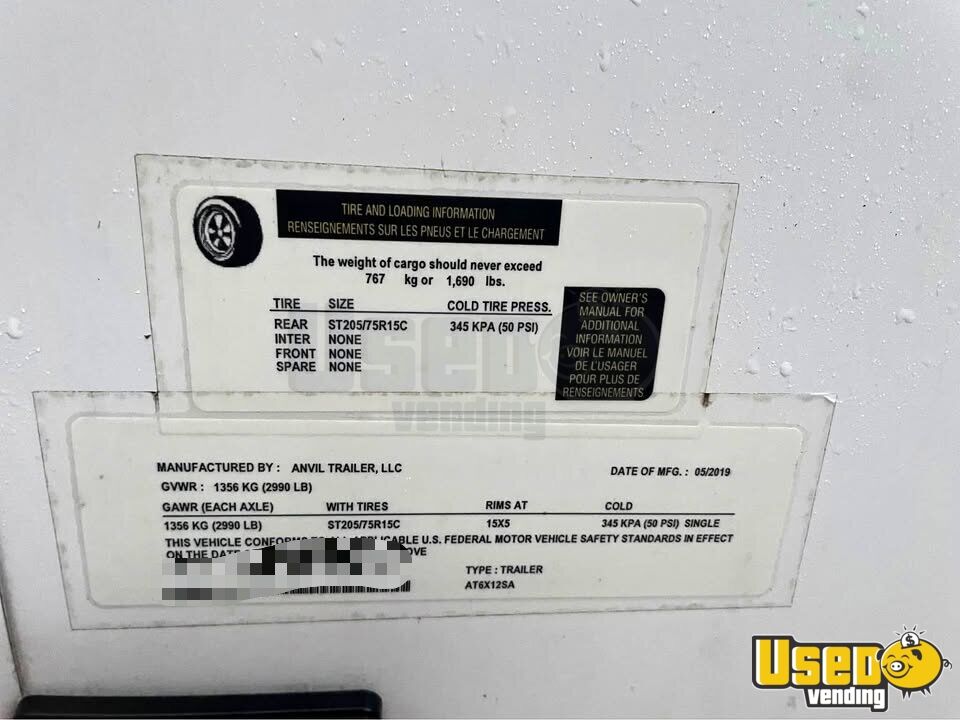 TIRE AND LOADING INFORMATION
RENSEIGNEMENTS SUR LES PNEUS ET LE CHARGEMENT
The weight of cargo should never exceed
767 kg or 1,690 lbs.
TIRE SIZE COLD TIRE PRESS.
REAR ST205/75R15C 345 KPA (50 PSI)
INTER NONE
FRONT NONE
SPARE NONE
SEE OWNER'S
MANUAL FOR
ADDITIONAL
INFORMATION
VOIR LE MANUEL
DE L'USAGER
POUR PLUS DE
RENSEIGNEMENTS
Used
vending
MANUFACTURED BY : ANVIL TRAILER, LLC DATE OF MFG. : 05/2019
GVWR : 1356 KG (2990 LB)
GAWR (EACH AXLE) WITH TIRES RIMS AT COLD
1356 KG (2990 LB) ST205/75R15C 15X5 345 KPA (50 PSI) SINGLE
THIS VEHICLE U.S. FEDERAL MOTOR VEHICLE SAFETY STANDARDS IN EFFECT
ON THE
TYPE : TRAILER
AT6X12SA
USED
vending